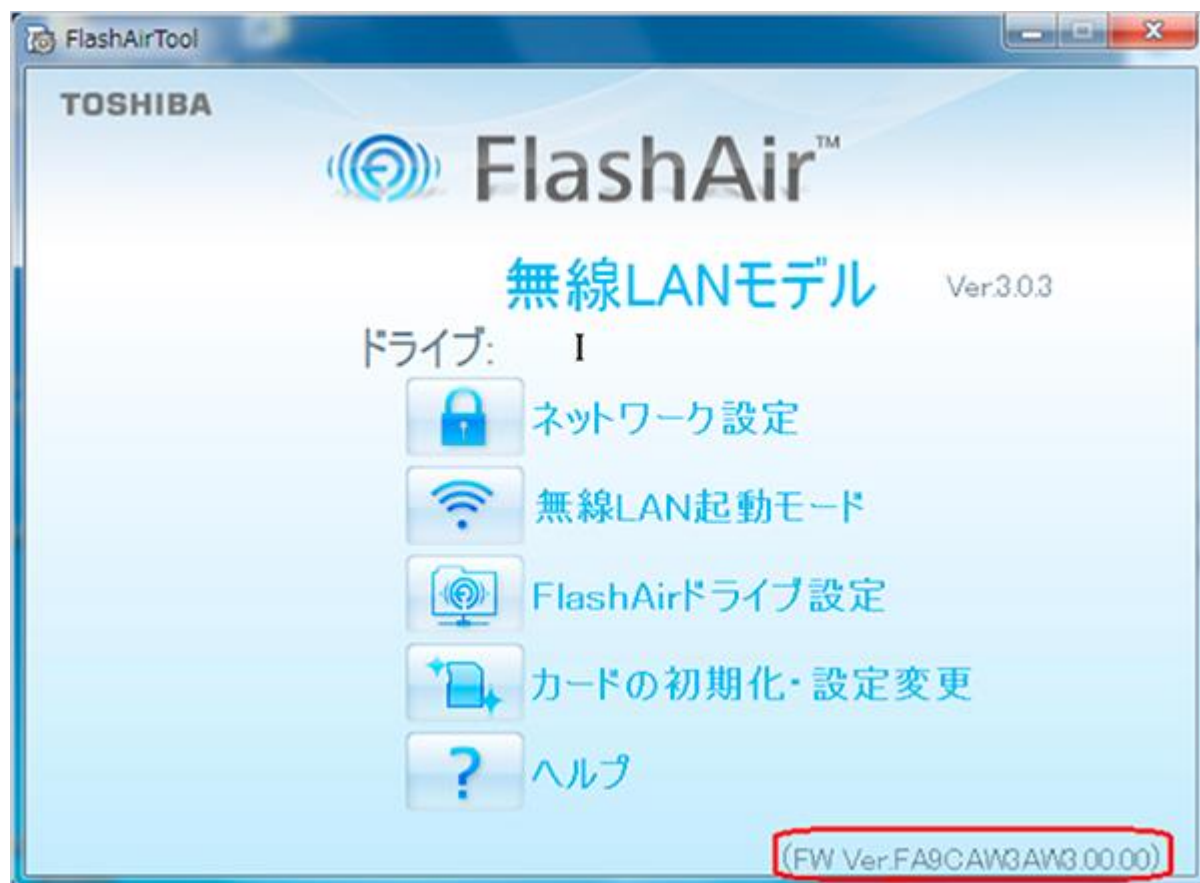 FlashAirTool
TOSHIBA
FlashAir™
無線LANモデル Ver.3.0.3
ドライブ: I
ネットワーク設定
無線LAN起動モード
FlashAirドライブ設定
カードの初期化・設定変更
? ヘルプ
(FW Ver.FA9CAW3AW3.00.00)